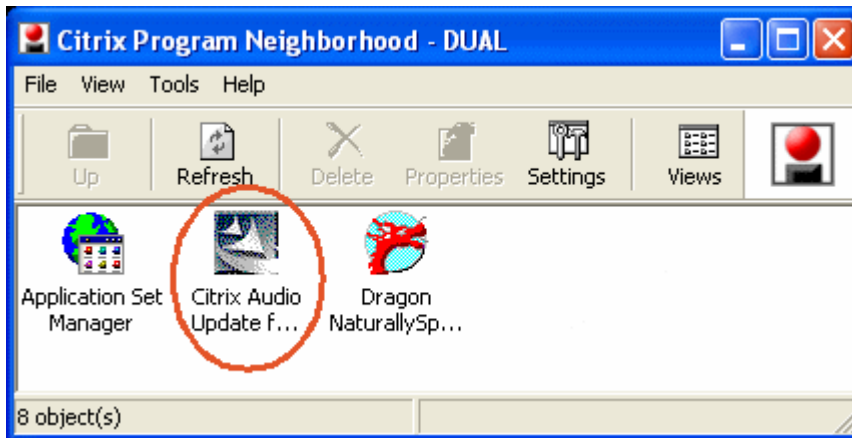 Citrix Program Neighborhood - DUAL
File View Tools Help
Up Refresh Delete Properties Settings Views
Application Set Manager
Citrix Audio Update f...
Dragon NaturallySp...
8 object(s)